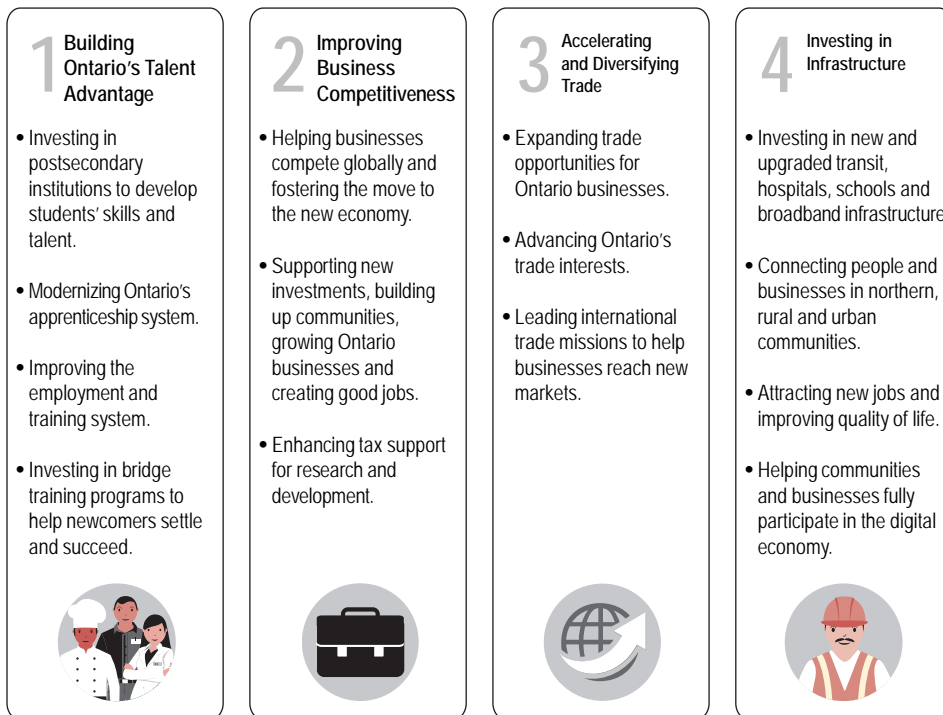 1 Building
Ontario's Talent
Advantage
• Investing in
postsecondary
institutions to develop
students' skills and
talent.
• Modernizing Ontario's
apprenticeship system.
• Improving the
employment and
training system.
• Investing in bridge
training programs to
help newcomers settle
and succeed.
2 Improving
Business
Competitiveness
• Helping businesses
compete globally and
fostering the move to
the new economy.
• Supporting new
investments, building
up communities,
growing Ontario
businesses and
creating good jobs.
• Enhancing tax support
for research and
development.
3 Accelerating
and Diversifying
Trade
• Expanding trade
opportunities for
Ontario businesses.
• Advancing Ontario's
trade interests.
• Leading international
trade missions to help
businesses reach new
markets.
4 Investing in
Infrastructure
• Investing in new and
upgraded transit,
hospitals, schools and
broadband infrastructure
• Connecting people and
businesses in northern,
rural and urban
communities.
• Attracting new jobs and
improving quality of life.
• Helping communities
and businesses fully
participate in the digital
economy.